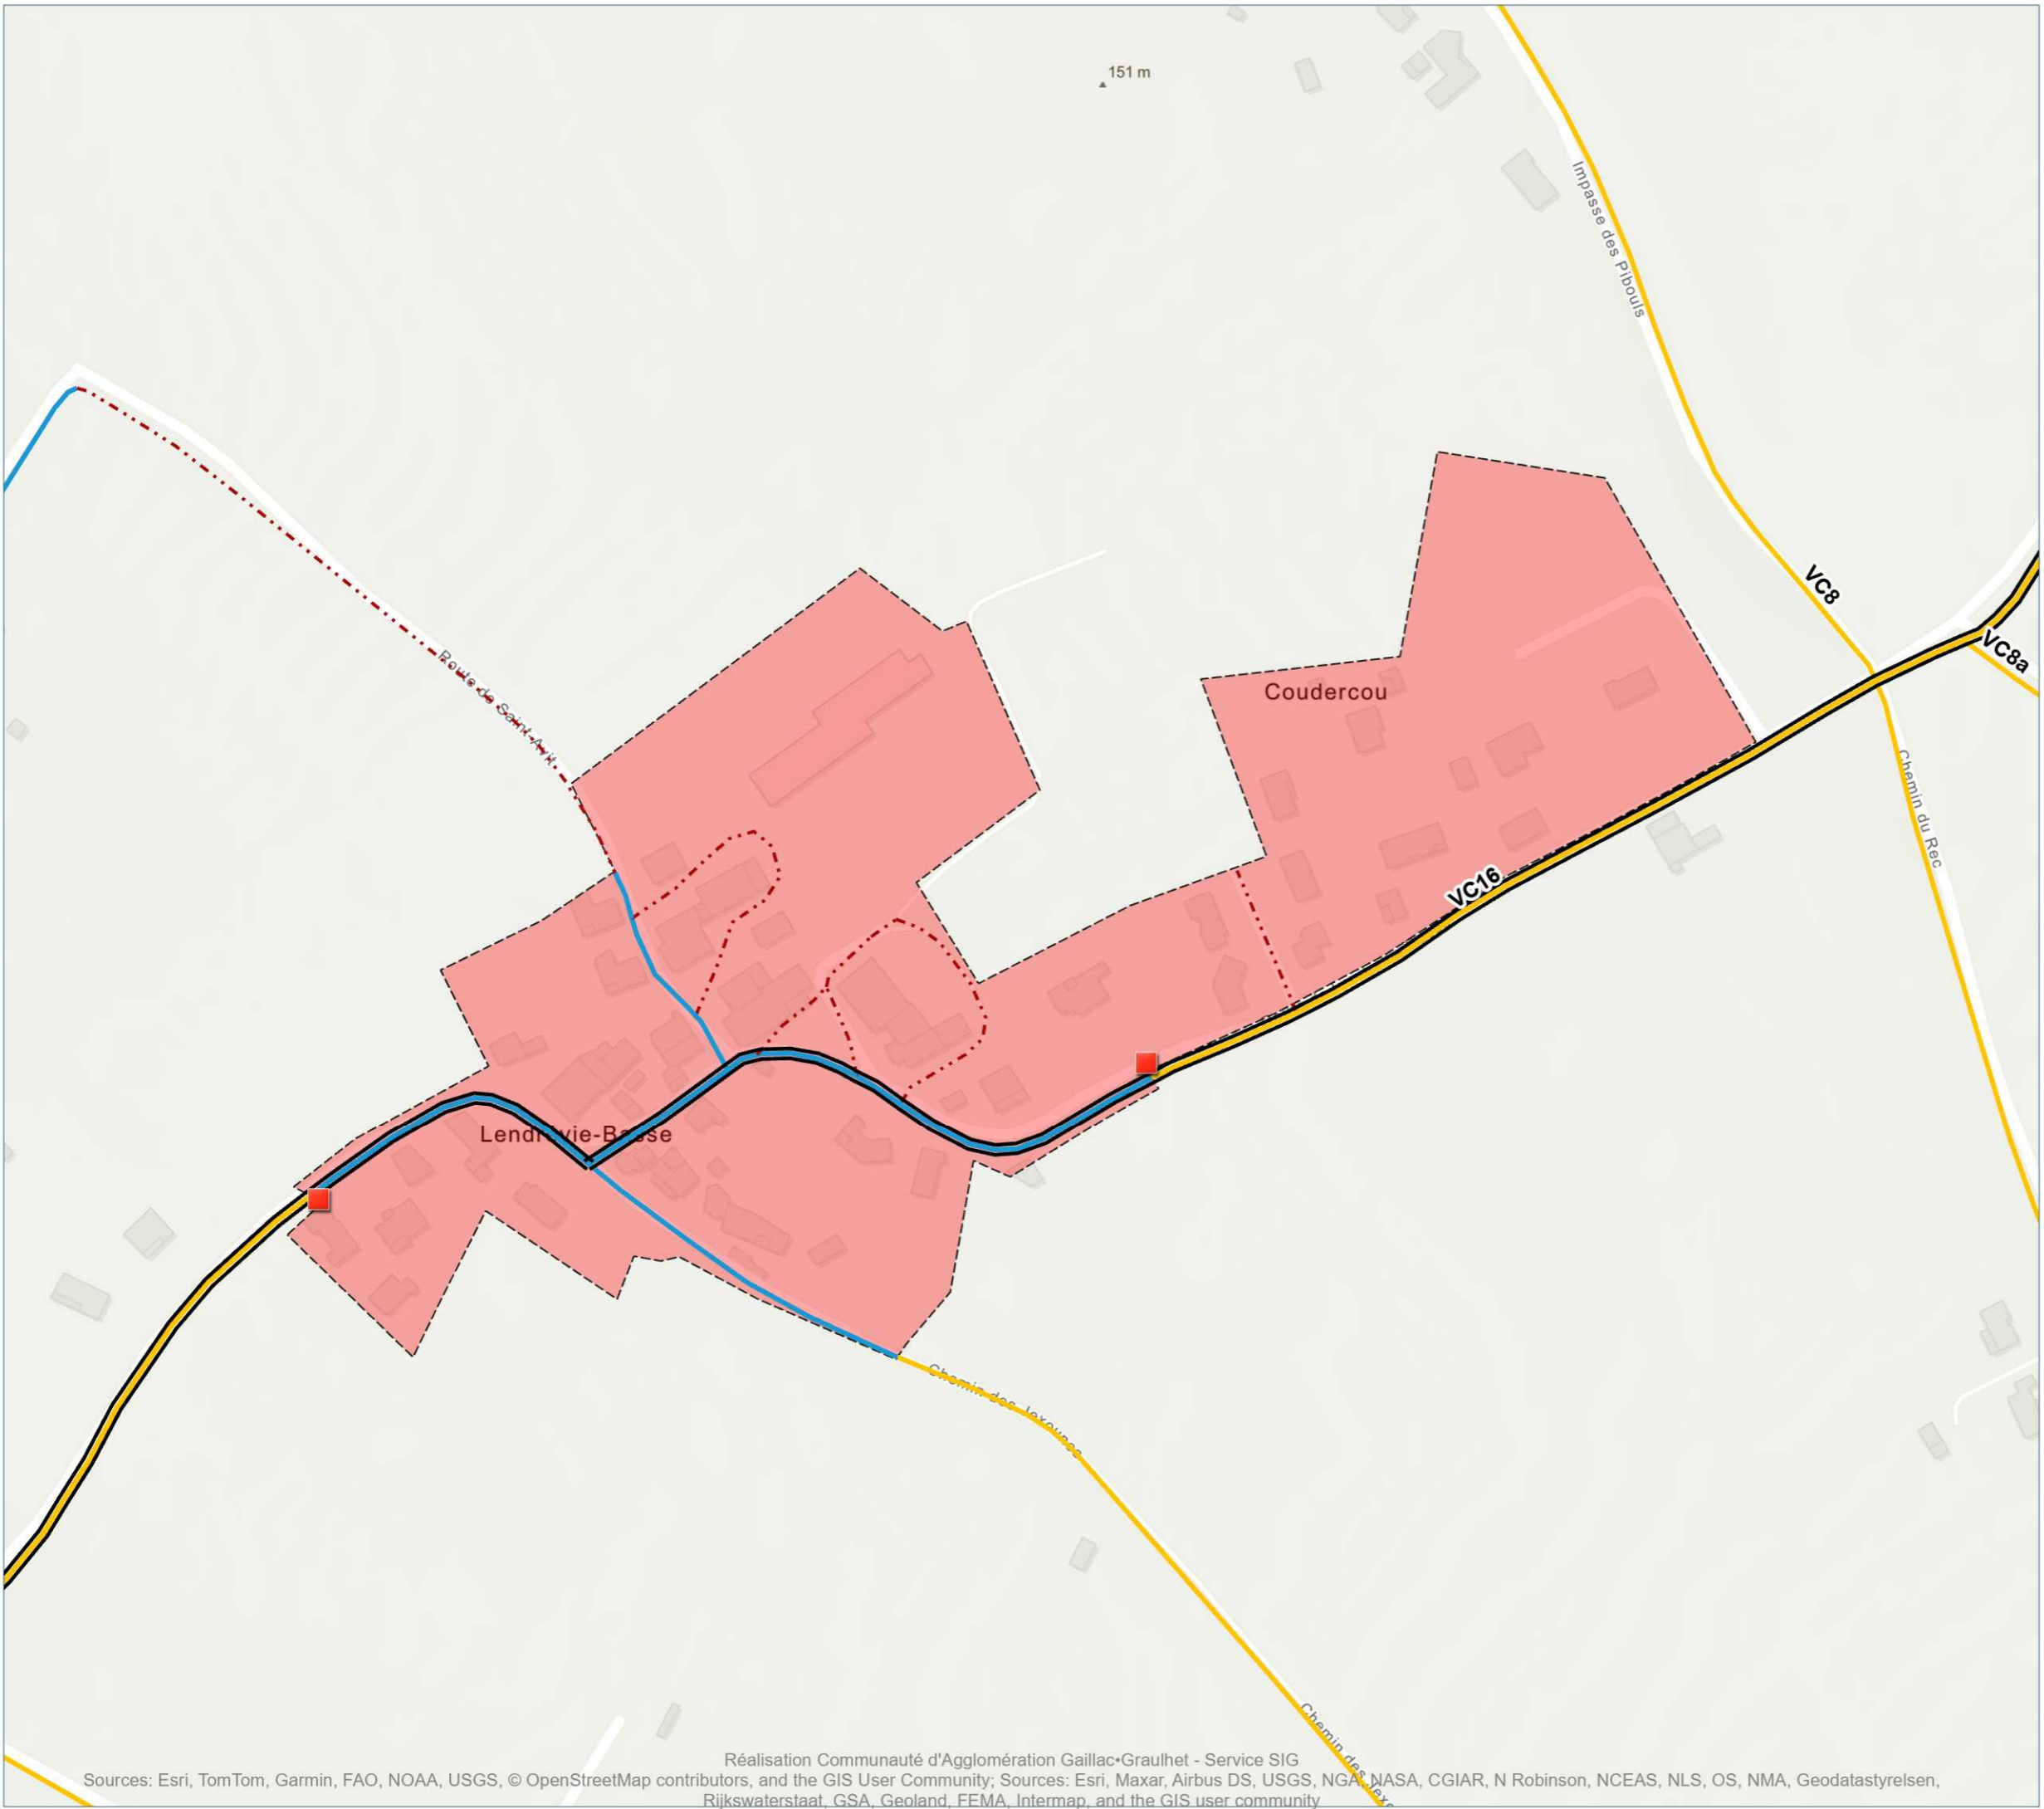 151 m
Impasse des Pibouls
VC8
VC8a
Route de Saint-Avit
Coudercou
Chemin du Rec
VC16
Lendrevie-Basse
Chemin des
Chemin des
Réalisation Communauté d'Agglomération Gaillac•Graulhet - Service SIG
Sources: Esri, TomTom, Garmin, FAO, NOAA, USGS, © OpenStreetMap contributors, and the GIS User Community; Sources: Esri, Maxar, Airbus DS, USGS, NGA, NASA, CGIAR, N Robinson, NCEAS, NLS, OS, NMA, Geodatastyrelsen,
Rijkswaterstaat, GSA, Geoland, FEMA, Intermap, and the GIS user community